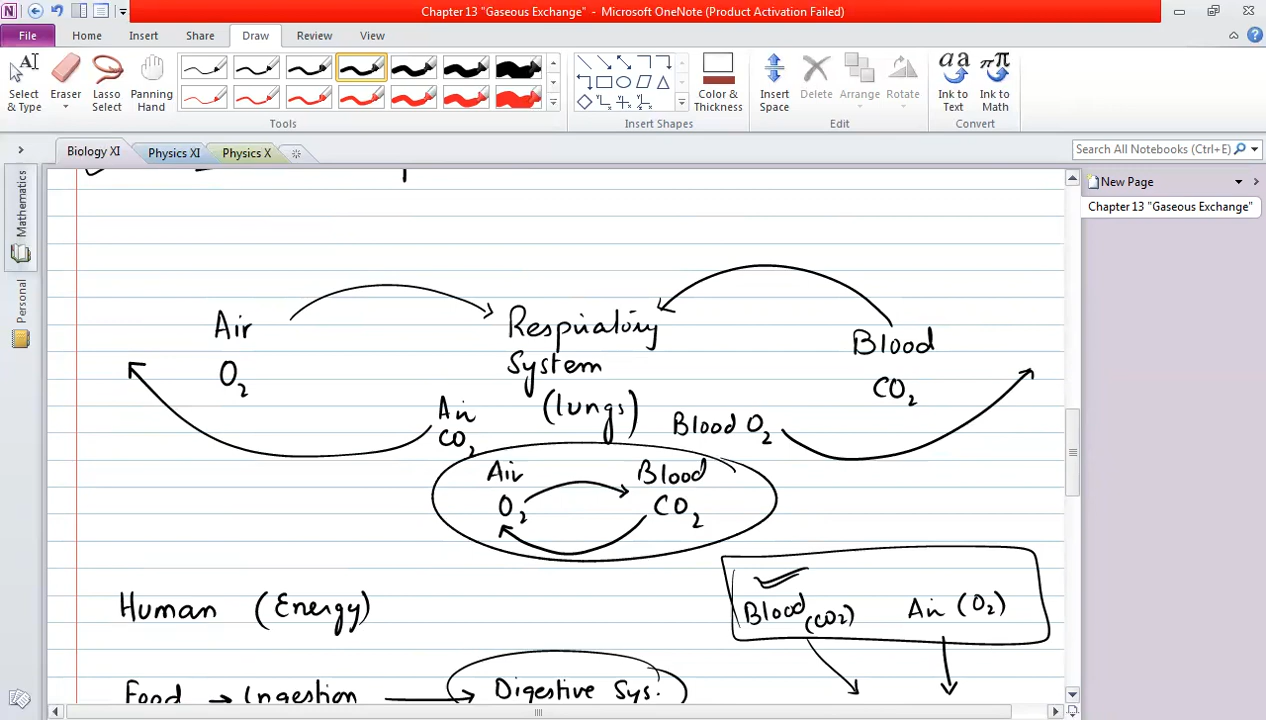 Chapter 13 "Gaseous Exchange" - Microsoft OneNote (Product Activation Failed)
File Home Insert Share Draw Review View
Select & Type
Eraser
Lasso Select
Panning Hand
Color & Thickness
Insert Space
Delete
Arrange
Rotate
Ink to Text
Ink to Math
Tools
Insert Shapes
Edit
Convert
Biology XI
Physics XI
Physics X
Search All Notebooks (Ctrl+E)
New Page
Chapter 13 "Gaseous Exchange"
Mathematics
Personal
Air
O₂
Respiratory
System
(lungs)
Blood
CO₂
Air
CO₂
Blood O₂
Air
O₂
Blood
CO₂
Human (Energy)
Blood (CO₂)
Air (O₂)
Food → Ingestion → Digestive Sys.